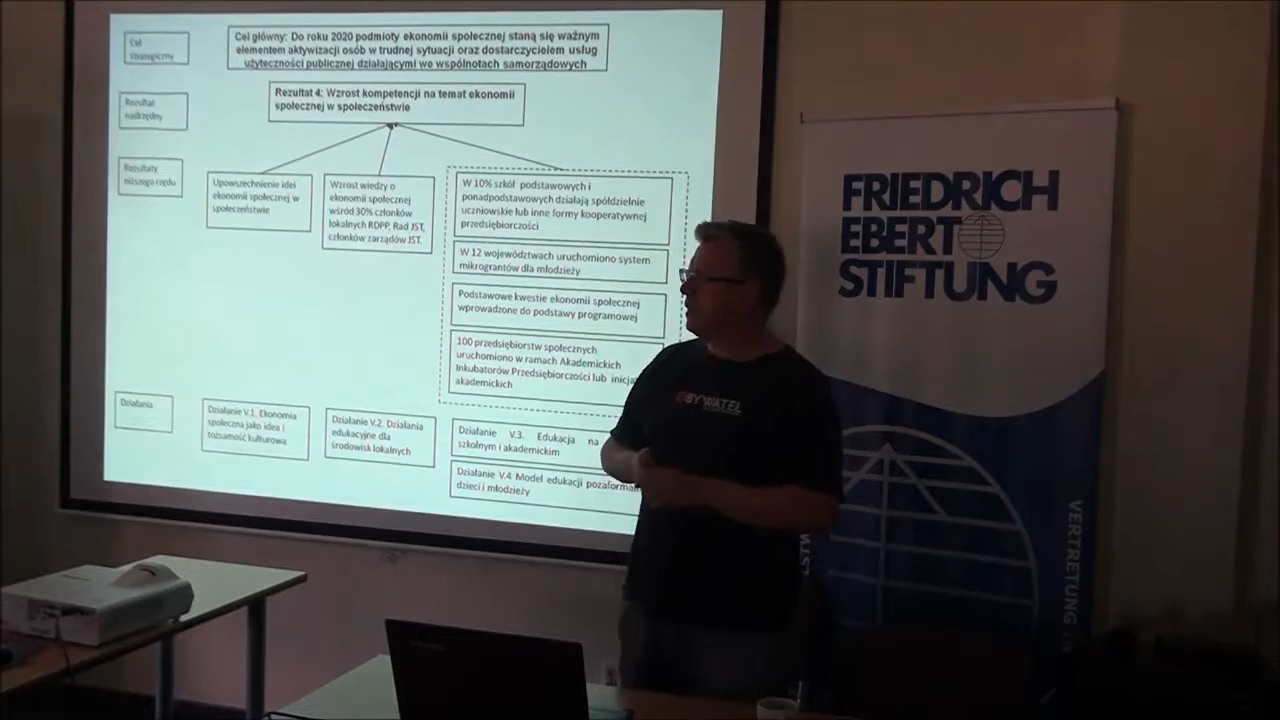 Cel
strategiczny
Cel główny: Do roku 2020 podmioty ekonomii społecznej staną się ważnym
elementem aktywizacji osób w trudnej sytuacji oraz dostarczycielem usług
użyteczności publicznej działającymi we wspólnotach samorządowych
Rezultat
nadrzędny
Rezultat 4: Wzrost kompetencji na temat ekonomii
społecznej w społeczeństwie
Rezultaty
niższego rzędu
Upowszechnienie idei
ekonomii społecznej w
społeczeństwie
Wzrost wiedzy o
ekonomii społecznej
wśród 30% członków
lokalnych RDPP, Rad JST,
członków zarządów JST.
W 10% szkół podstawowych i
ponadpodstawowych działają spółdzielnie
uczniowskie lub inne formy kooperatywnej
przedsiębiorczości
W 12 województwach uruchomiono system
mikrograntów dla młodzieży
Podstawowe kwestie ekonomii społecznej
wprowadzone do podstawy programowej
100 przedsiębiorstw społecznych
uruchomiono w ramach Akademickich
Inkubatorów Przedsiębiorczości lub inicja
akademickich
Działania
Działanie V.1. Ekonomia
społeczna jako idea i
tożsamość kulturowa
Działanie V.2. Działania
edukacyjne dla
środowisk lokalnych
Działanie V.3. Edukacja na
szkolnym i akademickim
Działanie V.4 Model edukacji pozaformal
dzieci i młodzieży
OBYWATEL
FRIEDRICH
EBERT
STIFTUNG
VERTRETUNG